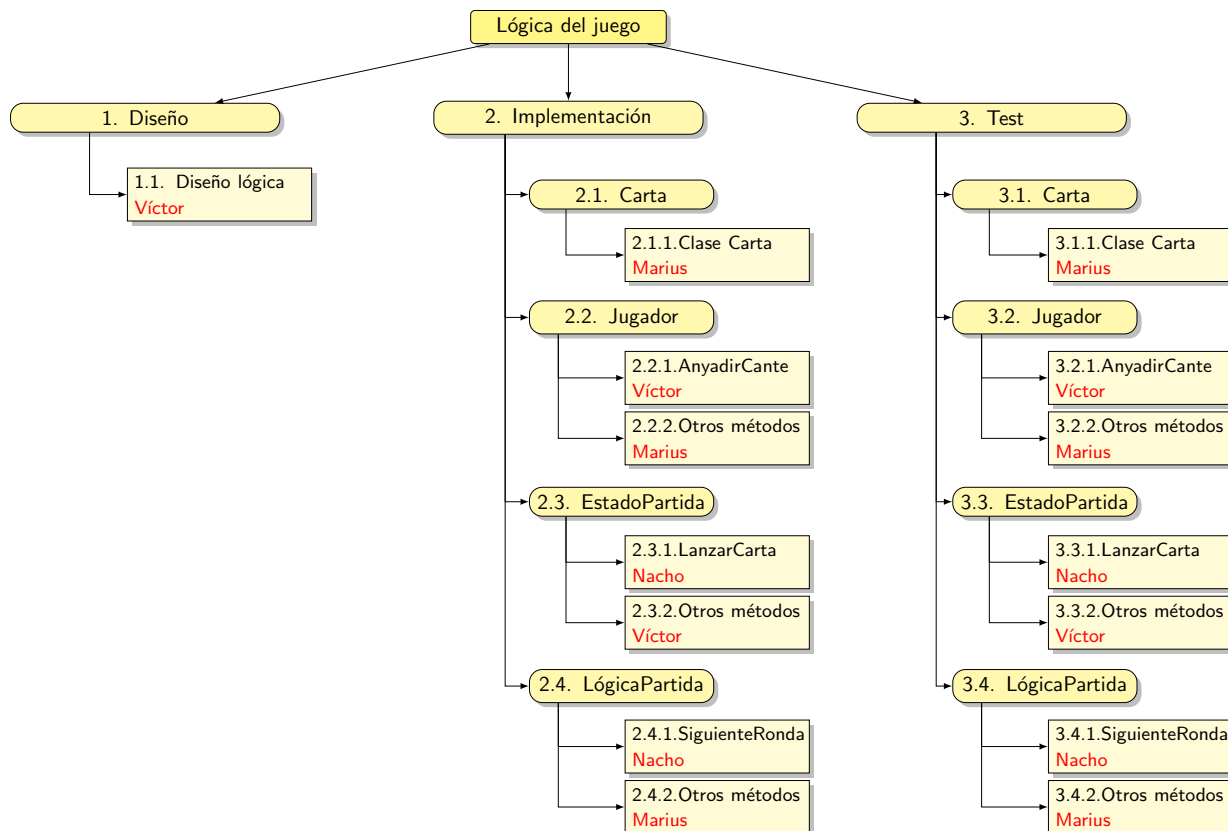 Lógica del juego
1. Diseño
1.1. Diseño lógica
Víctor
2. Implementación
2.1. Carta
2.1.1.Clase Carta
Marius
2.2. Jugador
2.2.1.AnyadirCante
Víctor
2.2.2.Otros métodos
Marius
2.3. EstadoPartida
2.3.1.LanzarCarta
Nacho
2.3.2.Otros métodos
Víctor
2.4. LógicaPartida
2.4.1.SiguienteRonda
Nacho
2.4.2.Otros métodos
Marius
3. Test
3.1. Carta
3.1.1.Clase Carta
Marius
3.2. Jugador
3.2.1.AnyadirCante
Víctor
3.2.2.Otros métodos
Marius
3.3. EstadoPartida
3.3.1.LanzarCarta
Nacho
3.3.2.Otros métodos
Víctor
3.4. LógicaPartida
3.4.1.SiguienteRonda
Nacho
3.4.2.Otros métodos
Marius